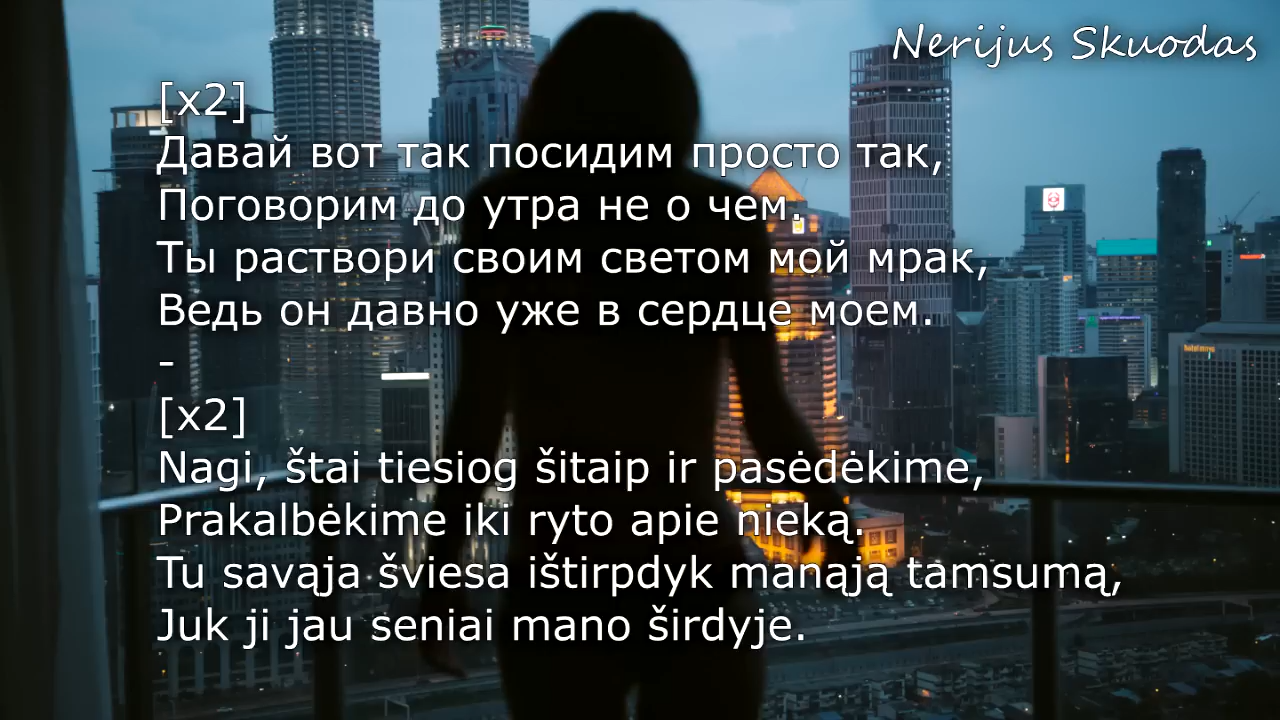 Nerijus Skuodas
[x2]
Давай вот так посидим просто так,
Поговорим до утра не о чем.
Ты раствори своим светом мой мрак,
Ведь он давно уже в сердце моем.
-
[x2]
Nagi, štai tiesiog šitaip ir pasėdėkime,
Prakalbėkime iki ryto apie nieką.
Tu savąja šviesa ištirpdyk manąją tamsumą,
Juk ji jau seniai mano širdyje.